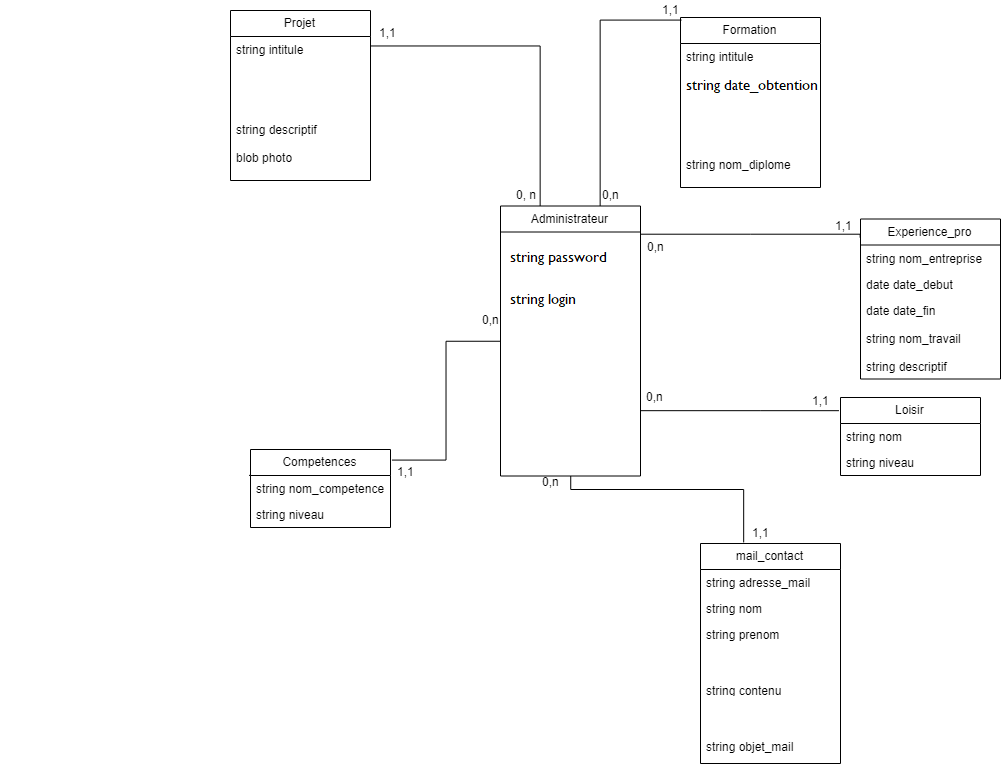 Projet
1,1
string intitule
string descriptif
blob photo
1,1
Formation
string intitule
string date_obtention
string nom_diplome
0, n
0,n
Administrateur
string password
string login
0,n
1,1
Experience_pro
string nom_entreprise
date date_debut
date date_fin
string nom_travail
string descriptif
0,n
0,n
1,1
Loisir
string nom
string niveau
Competences
1,1
string nom_competence
string niveau
0,n
1,1
mail_contact
string adresse_mail
string nom
string prenom
string contenu
string objet_mail